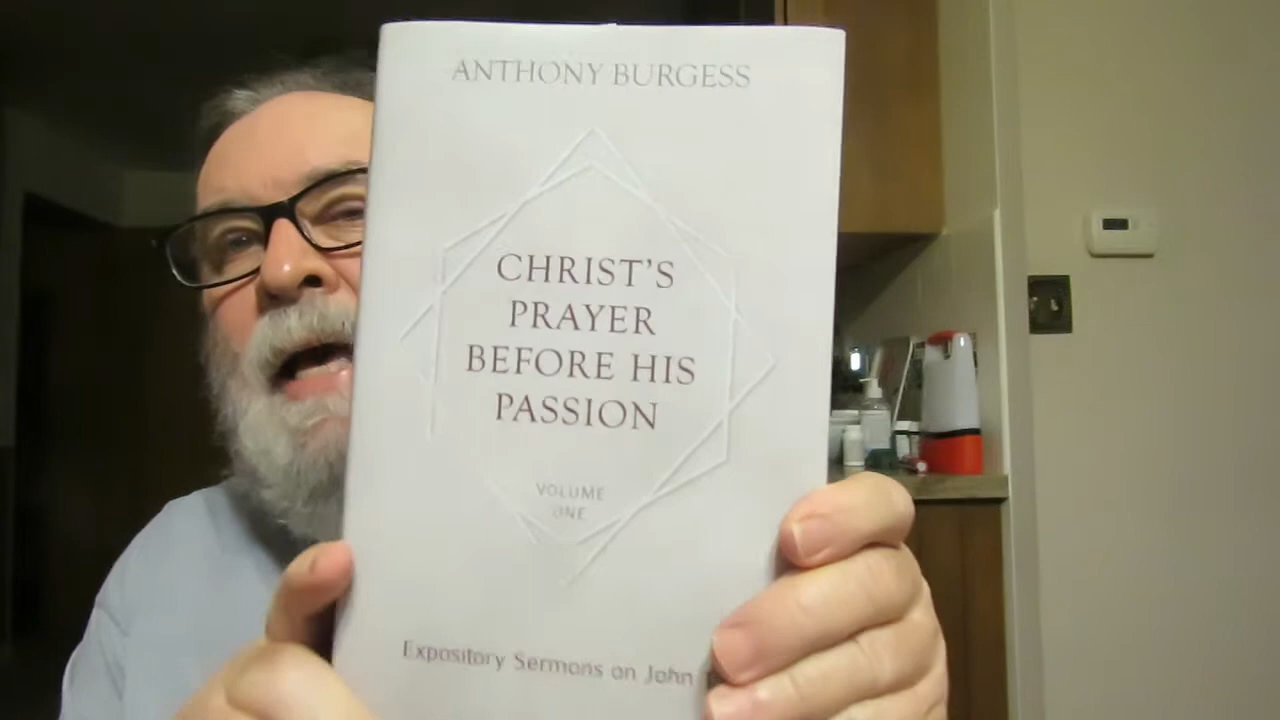 ANTHONY BURGESS
CHRIST'S
PRAYER
BEFORE HIS
PASSION
VOLUME
ONE
Expository Sermons on John